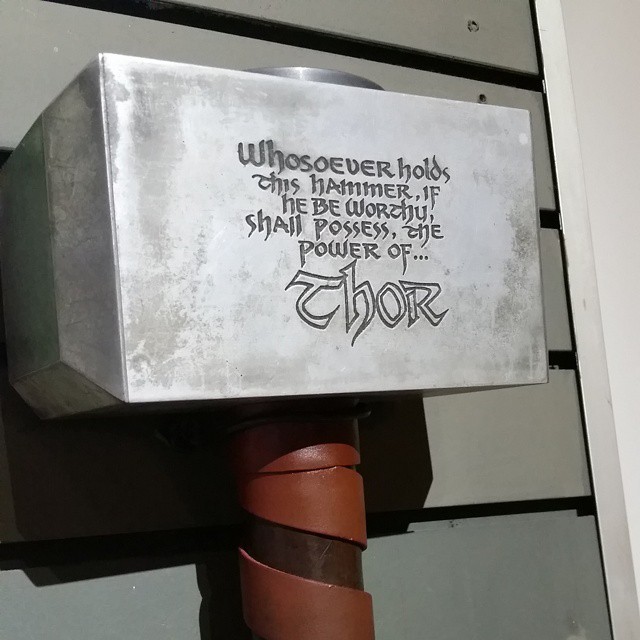 Whosoever holds
this hammer, if
he be worthy,
shall possess, the
power of...
Thor